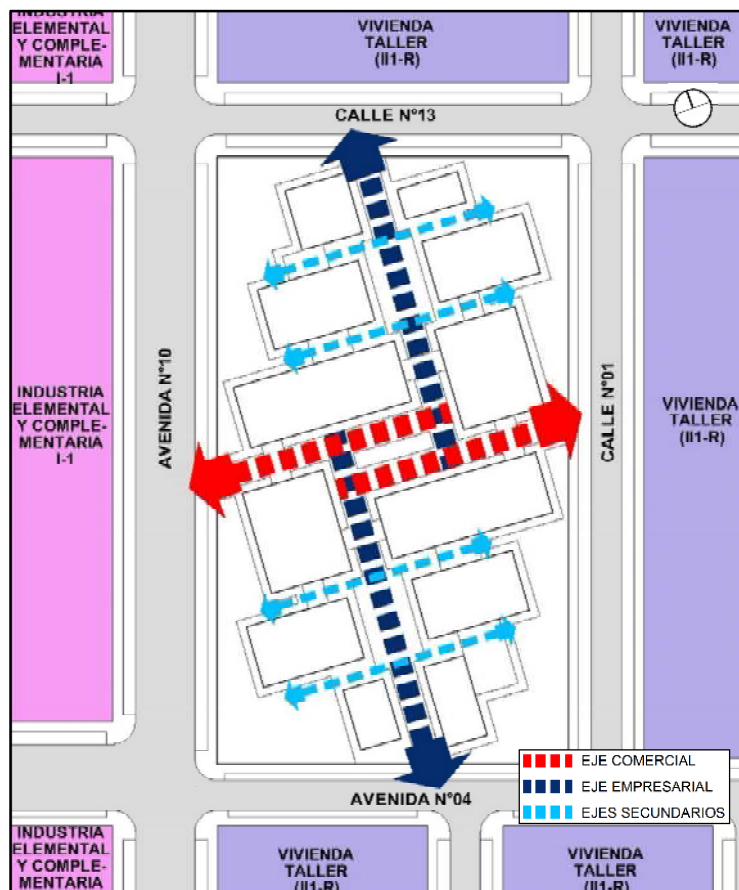 INDUSTRIA
ELEMENTAL
Y COMPLE-
MENTARIA
I-1
VIVIENDA
TALLER
(II1-R)
VIVIENDA
TALLER
(II1-R)
CALLE N°13
INDUSTRIA
ELEMENTAL
Y COMPLE-
MENTARIA
I-1
AVENIDA N°10
CALLE N°01
VIVIENDA
TALLER
(II1-R)
EJE COMERCIAL
EJE EMPRESARIAL
EJES SECUNDARIOS
AVENIDA N°04
INDUSTRIA
ELEMENTAL
Y COMPLE-
MENTARIA
VIVIENDA
TALLER
(II1-R)
VIVIENDA
TALLER
(II1-R)